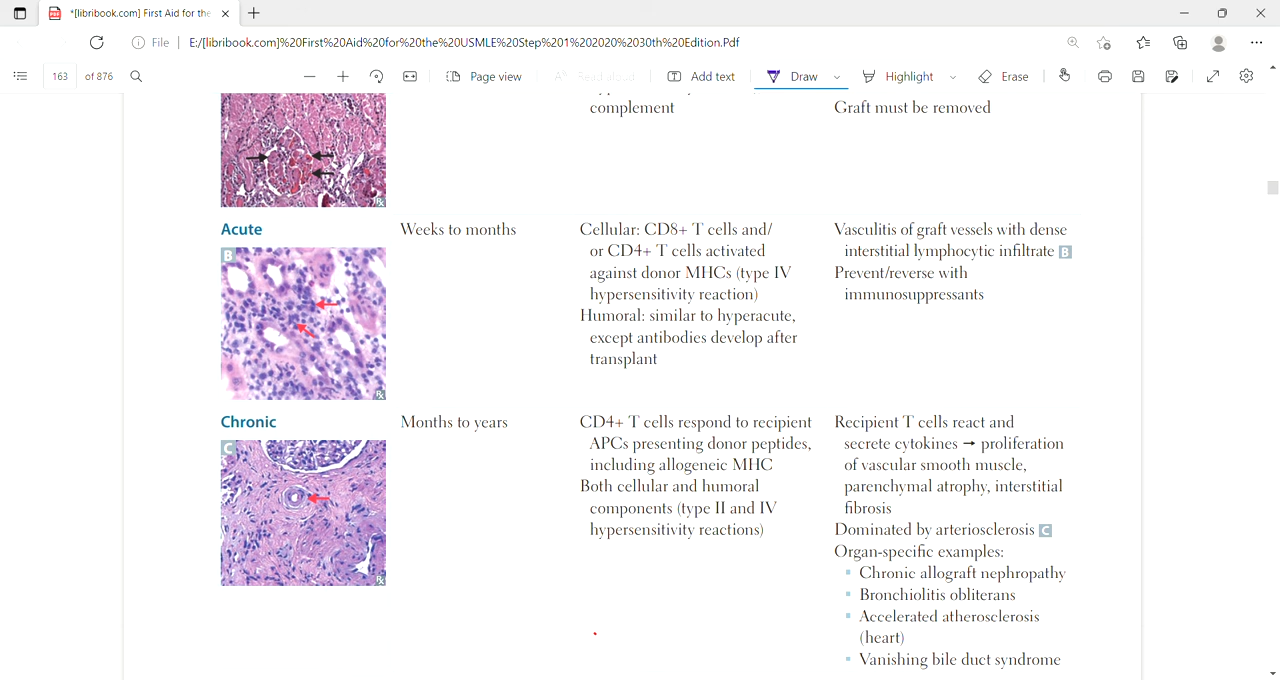 *[libribook.com] First Aid for the
File
E:/[libribook.com]%20First%20Aid%20for%20the%20USMLE%20Step%201%202020%2030th%20Edition.Pdf
163 of 876
Page view
Read aloud
Add text
Draw
Highlight
Erase
complement
Graft must be removed
Acute
Weeks to months
Cellular: CD8+ T cells and/
or CD4+ T cells activated
against donor MHCs (type IV
hypersensitivity reaction)
Humoral: similar to hyperacute,
except antibodies develop after
transplant
Vasculitis of graft vessels with dense
interstitial lymphocytic infiltrate B
Prevent/reverse with
immunosuppressants
B
Chronic
Months to years
CD4+ T cells respond to recipient
APCs presenting donor peptides,
including allogeneic MHC
Both cellular and humoral
components (type II and IV
hypersensitivity reactions)
Recipient T cells react and
secrete cytokines → proliferation
of vascular smooth muscle,
parenchymal atrophy, interstitial
fibrosis
Dominated by arteriosclerosis C
Organ-specific examples:
▪ Chronic allograft nephropathy
▪ Bronchiolitis obliterans
▪ Accelerated atherosclerosis
(heart)
▪ Vanishing bile duct syndrome
C